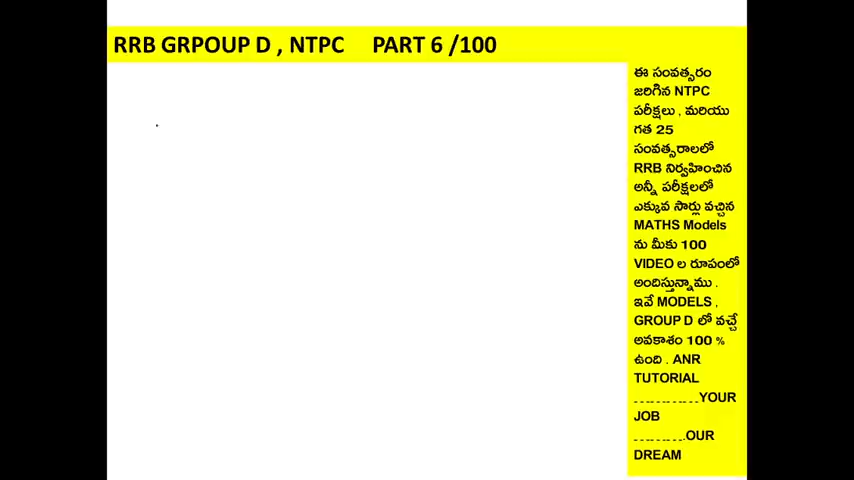 RRB GRPOUP D , NTPC PART 6 /100
ఈ సంవత్సరం
జరిగిన NTPC
పరీక్షలు , మరియు
గత 25
సంవత్సరాలలో
RRB నిర్వహించిన
అన్నీ పరీక్షలలో
ఎక్కువ సార్లు వచ్చిన
MATHS Models
ను మీకు 100
VIDEO ల రూపంలో
అందిస్తున్నాము .
ఇవే MODELS ,
GROUP D లో వచ్చే
అవకాశం 100 %
ఉంది . ANR
TUTORIAL
............YOUR
JOB
.........OUR
DREAM